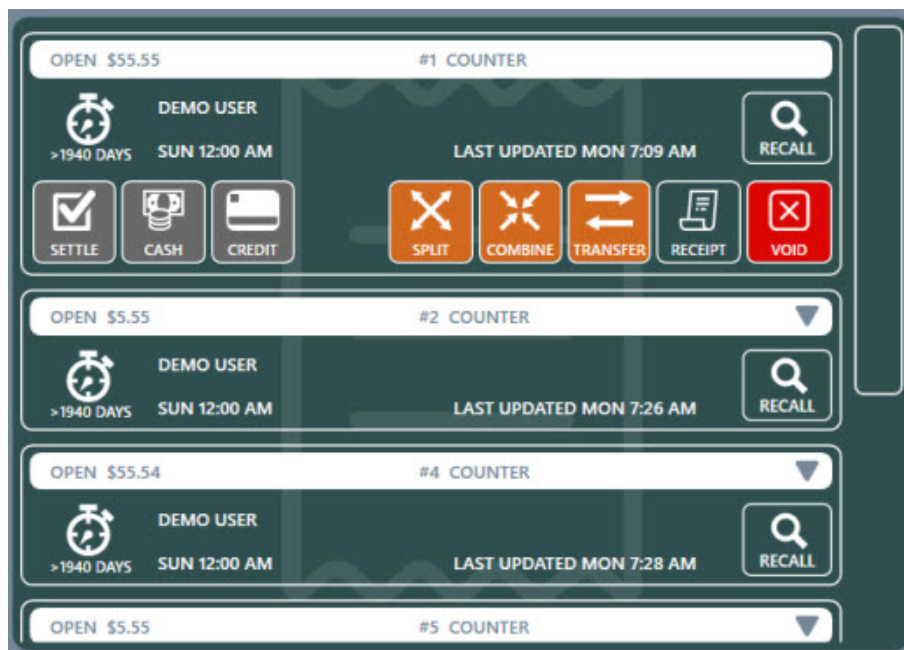 OPEN $55.55 #1 COUNTER
DEMO USER
>1940 DAYS SUN 12:00 AM LAST UPDATED MON 7:09 AM RECALL
SETTLE CASH CREDIT SPLIT COMBINE TRANSFER RECEIPT VOID
OPEN $5.55 #2 COUNTER
DEMO USER
>1940 DAYS SUN 12:00 AM LAST UPDATED MON 7:26 AM RECALL
OPEN $55.54 #4 COUNTER
DEMO USER
>1940 DAYS SUN 12:00 AM LAST UPDATED MON 7:28 AM RECALL
OPEN $5.55 #5 COUNTER